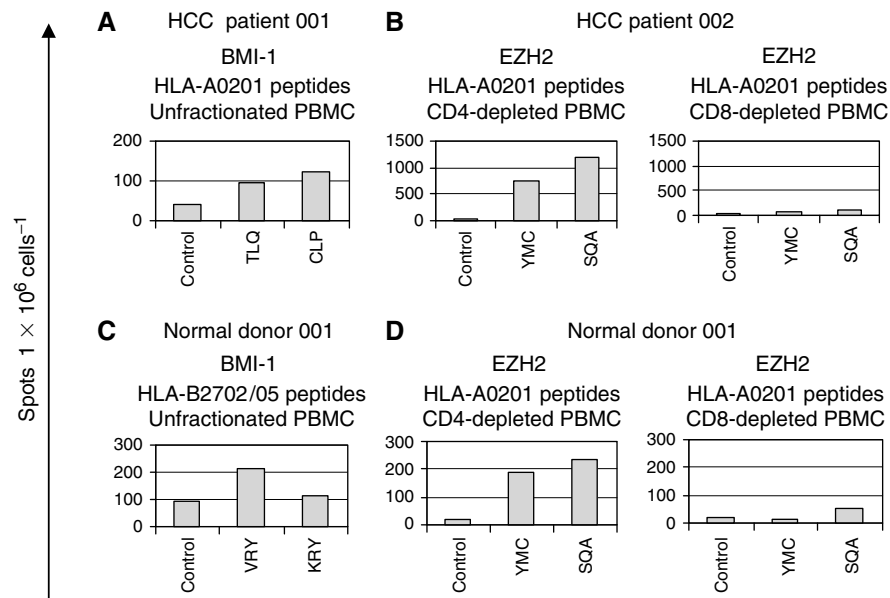 A HCC patient 001
BMI-1
HLA-A0201 peptides
Unfractionated PBMC
200
100
0
Control
TLQ
CLP
B HCC patient 002
EZH2
HLA-A0201 peptides
CD4-depleted PBMC
1500
1000
500
0
Control
YMC
SQA
EZH2
HLA-A0201 peptides
CD8-depleted PBMC
1500
1000
500
0
Control
YMC
SQA
Spots 1 × 10⁶ cells⁻¹
C Normal donor 001
BMI-1
HLA-B2702/05 peptides
Unfractionated PBMC
300
200
100
0
Control
VRY
KRY
D Normal donor 001
EZH2
HLA-A0201 peptides
CD4-depleted PBMC
300
200
100
0
Control
YMC
SQA
EZH2
HLA-A0201 peptides
CD8-depleted PBMC
300
200
100
0
Control
YMC
SQA